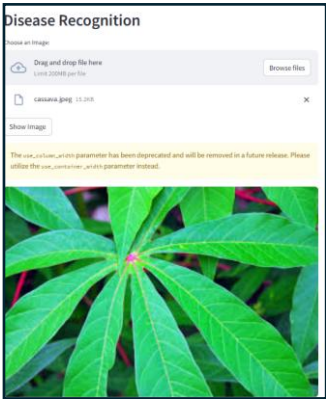 Disease Recognition
Choose an Image:
Drag and drop file here
Limit 200MB per file
Browse files
cassava.jpeg 15.2KB
Show Image
The use_column_width parameter has been deprecated and will be removed in a future release. Please
utilize the use_container_width parameter instead.